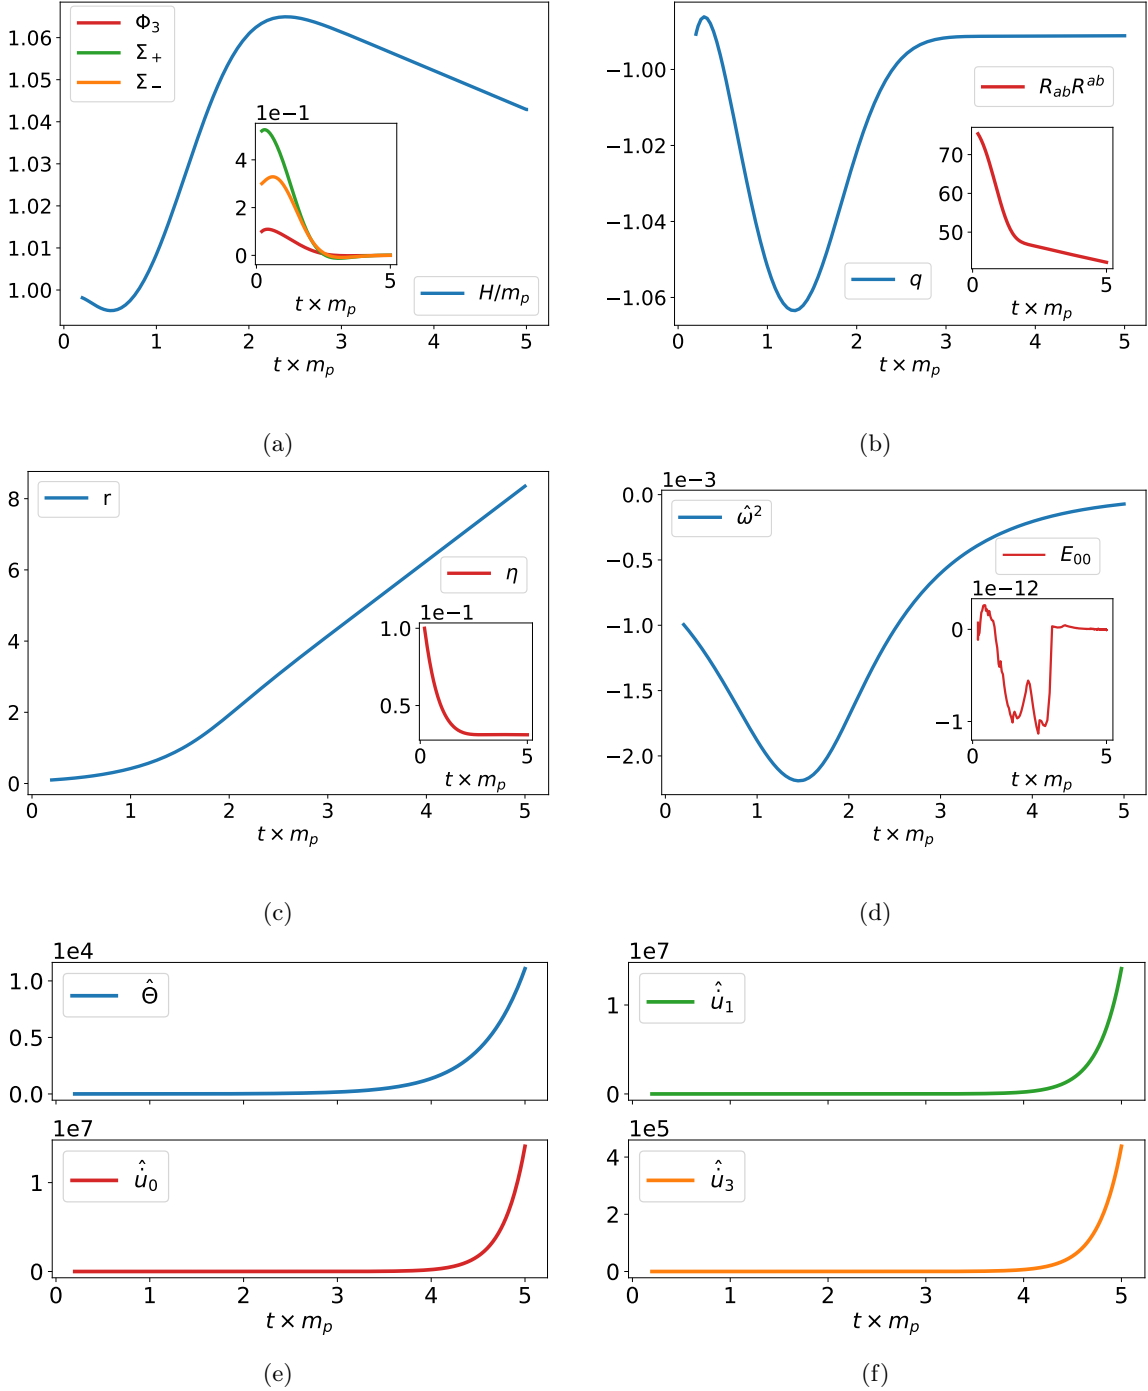 Φ₃
Σ₊
Σ₋
1.06
1.05
1.04
1.03
1.02
1.01
1.00
1e−1
4
2
0
0 5
t × mₚ
H/mₚ
0 1 2 3 4 5
t × mₚ
(a)
−1.00
−1.02
−1.04
−1.06
R_{ab}R^{ab}
70
60
50
0 5
t × mₚ
q
0 1 2 3 4 5
t × mₚ
(b)
r
8
6
4
2
0
η
1e−1
1.0
0.5
0 5
t × mₚ
0 1 2 3 4 5
t × mₚ
(c)
1e−3
0.0
−0.5
−1.0
−1.5
−2.0
ω̂²
E₀₀
1e−12
0
−1
0 5
t × mₚ
0 1 2 3 4 5
t × mₚ
(d)
1e4
1.0
0.5
0.0
Θ̂
1e7
1
0
u̇̂₀
0 1 2 3 4 5
t × mₚ
(e)
1e7
1
0
u̇̂₁
1e5
4
2
0
u̇̂₃
0 1 2 3 4 5
t × mₚ
(f)